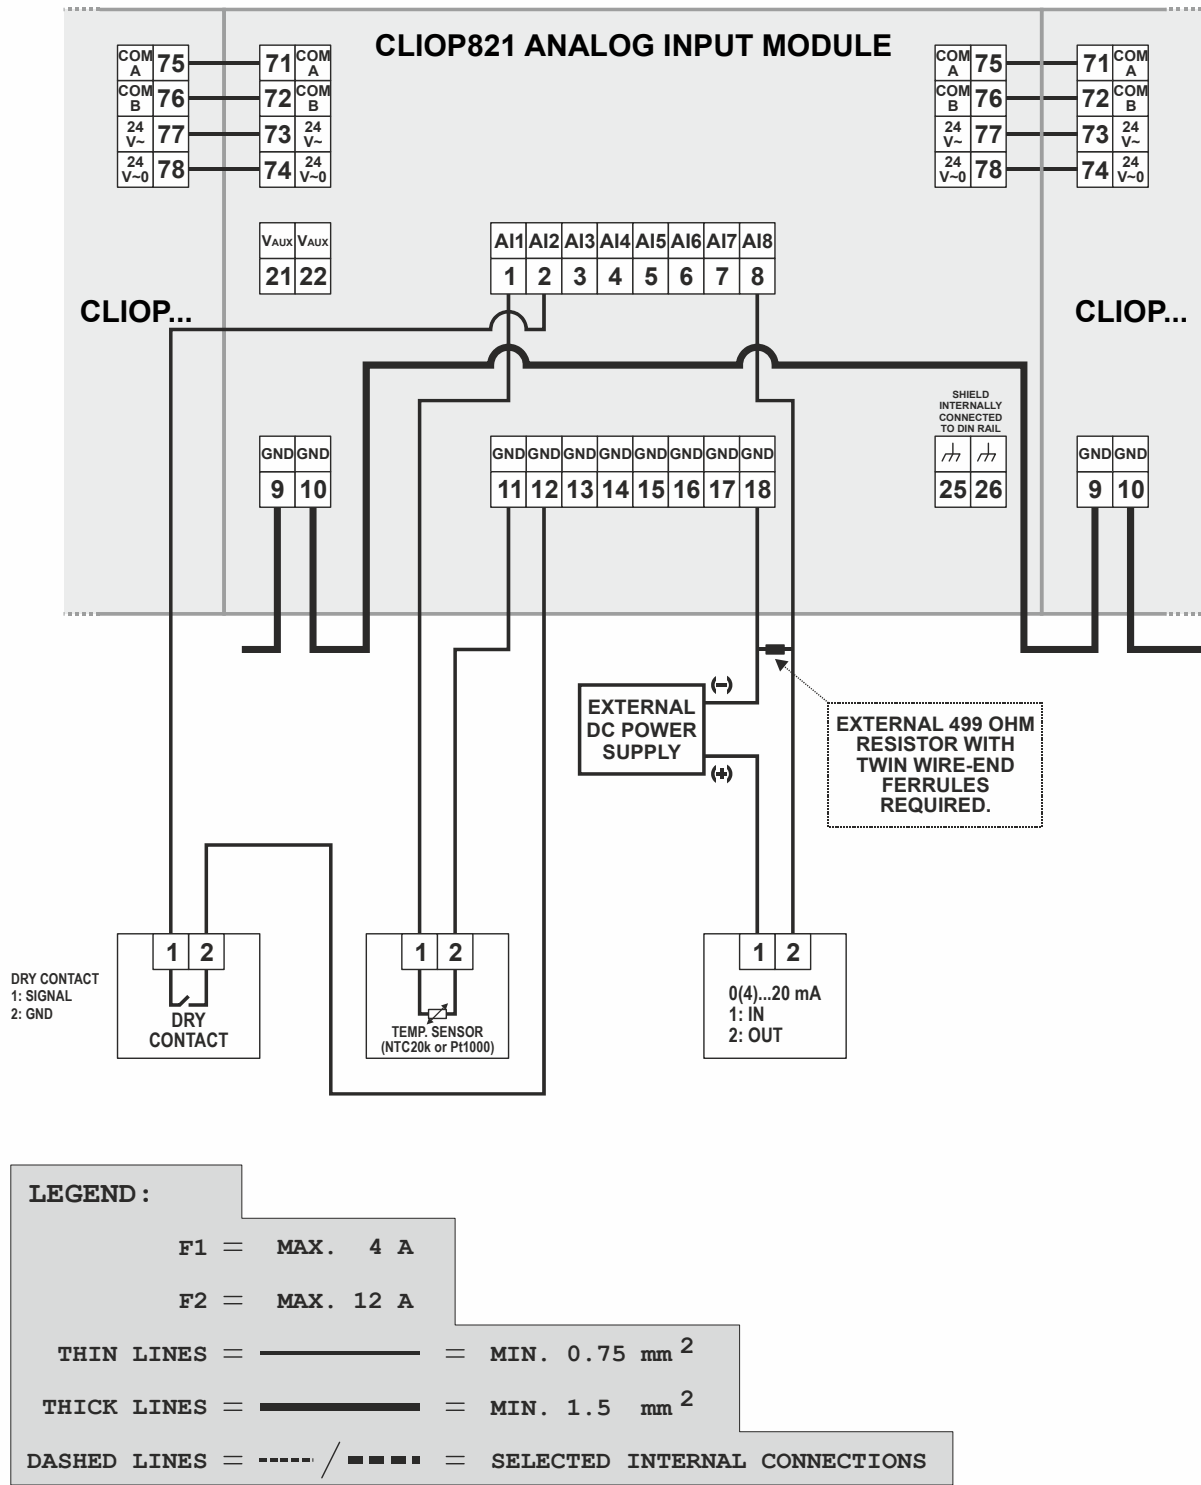 CLIOP821 ANALOG INPUT MODULE
COM A 75 71 COM A
COM B 76 72 COM B
24 V~ 77 73 24 V~
24 V~0 78 74 24 V~0
COM A 75 71 COM A
COM B 76 72 COM B
24 V~ 77 73 24 V~
24 V~0 78 74 24 V~0
VAUX VAUX
21 22
AI1 AI2 AI3 AI4 AI5 AI6 AI7 AI8
1 2 3 4 5 6 7 8
CLIOP...
CLIOP...
SHIELD
INTERNALLY
CONNECTED
TO DIN RAIL
25 26
GND GND
9 10
GND GND GND GND GND GND GND GND
11 12 13 14 15 16 17 18
GND GND
9 10
(-)
EXTERNAL
DC POWER
SUPPLY
(+)
EXTERNAL 499 OHM
RESISTOR WITH
TWIN WIRE-END
FERRULES
REQUIRED.
DRY CONTACT
1: SIGNAL
2: GND
1 2
DRY
CONTACT
1 2
TEMP. SENSOR
(NTC20k or Pt1000)
1 2
0(4)...20 mA
1: IN
2: OUT
LEGEND:
F1 = MAX. 4 A
F2 = MAX. 12 A
THIN LINES = = MIN. 0.75 mm²
THICK LINES = = MIN. 1.5 mm²
DASHED LINES = / = SELECTED INTERNAL CONNECTIONS